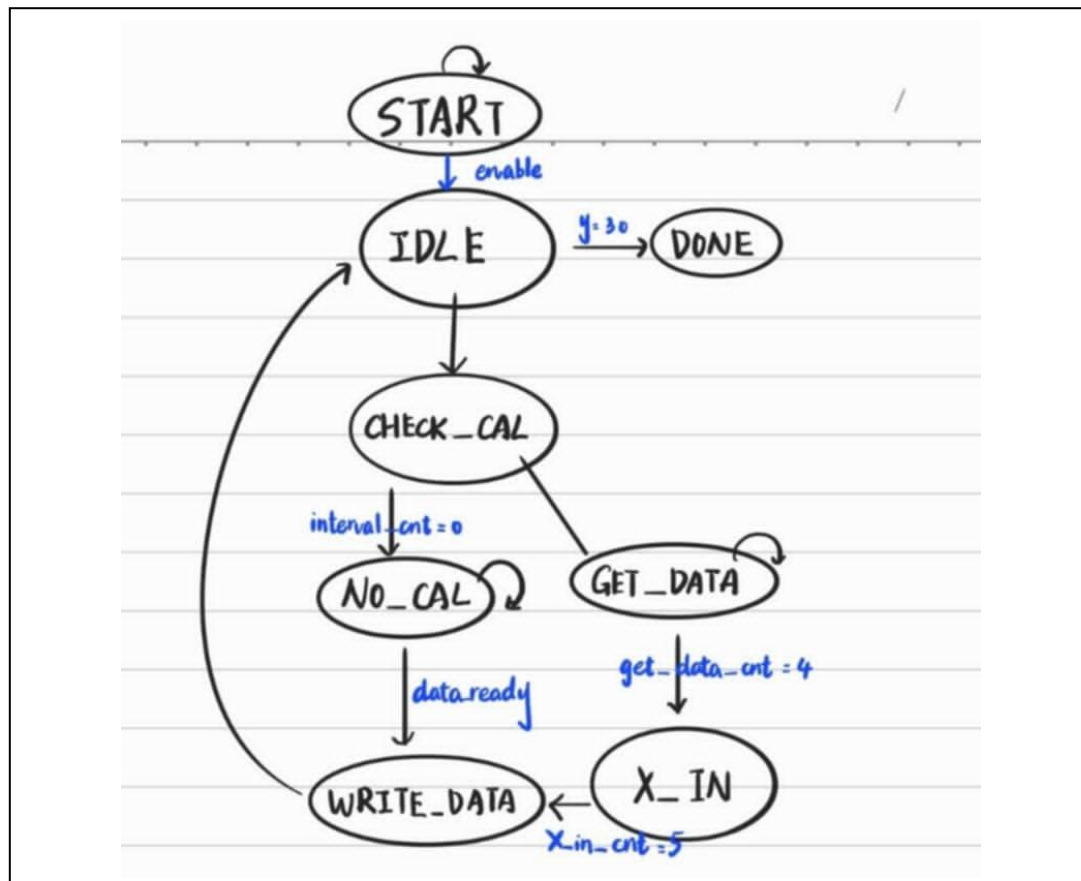 START
enable
IDLE
y=30
DONE
CHECK_CAL
interval_cnt=0
NO_CAL
GET_DATA
get_data_cnt=4
data_ready
X_IN
WRITE_DATA
X_in_cnt=5